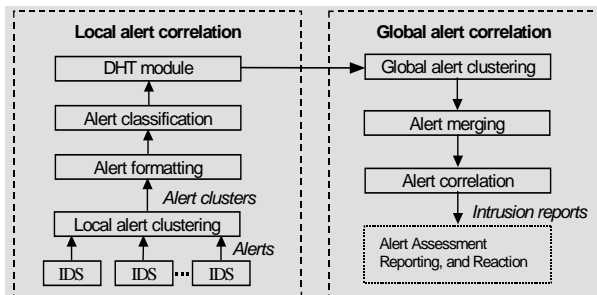 Local alert correlation
DHT module
Alert classification
Alert formatting
Alert clusters
Local alert clustering
Alerts
IDS
IDS
IDS
Global alert correlation
Global alert clustering
Alert merging
Alert correlation
Intrusion reports
Alert Assessment
Reporting, and Reaction